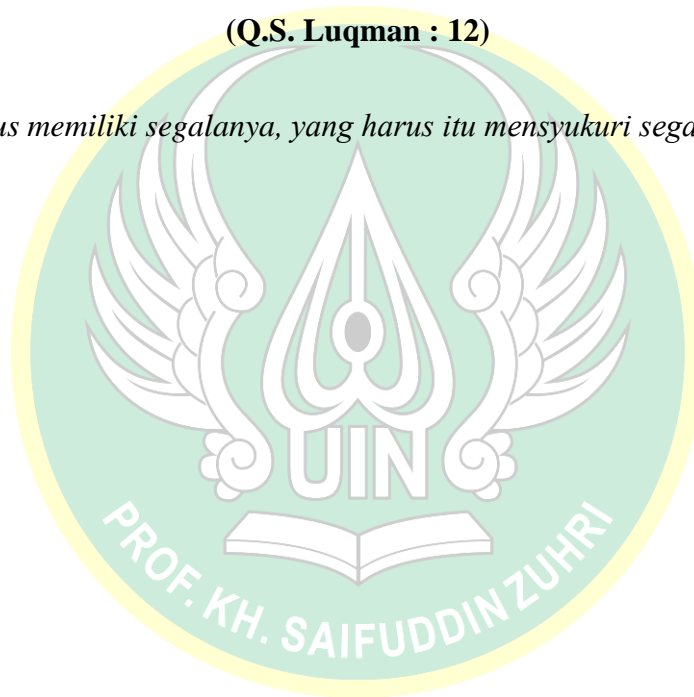 (Q.S. Luqman : 12)
memiliki segalanya, yang harus itu mensyukuri
UIN
PROF. KH. SAIFUDDIN ZUHRI